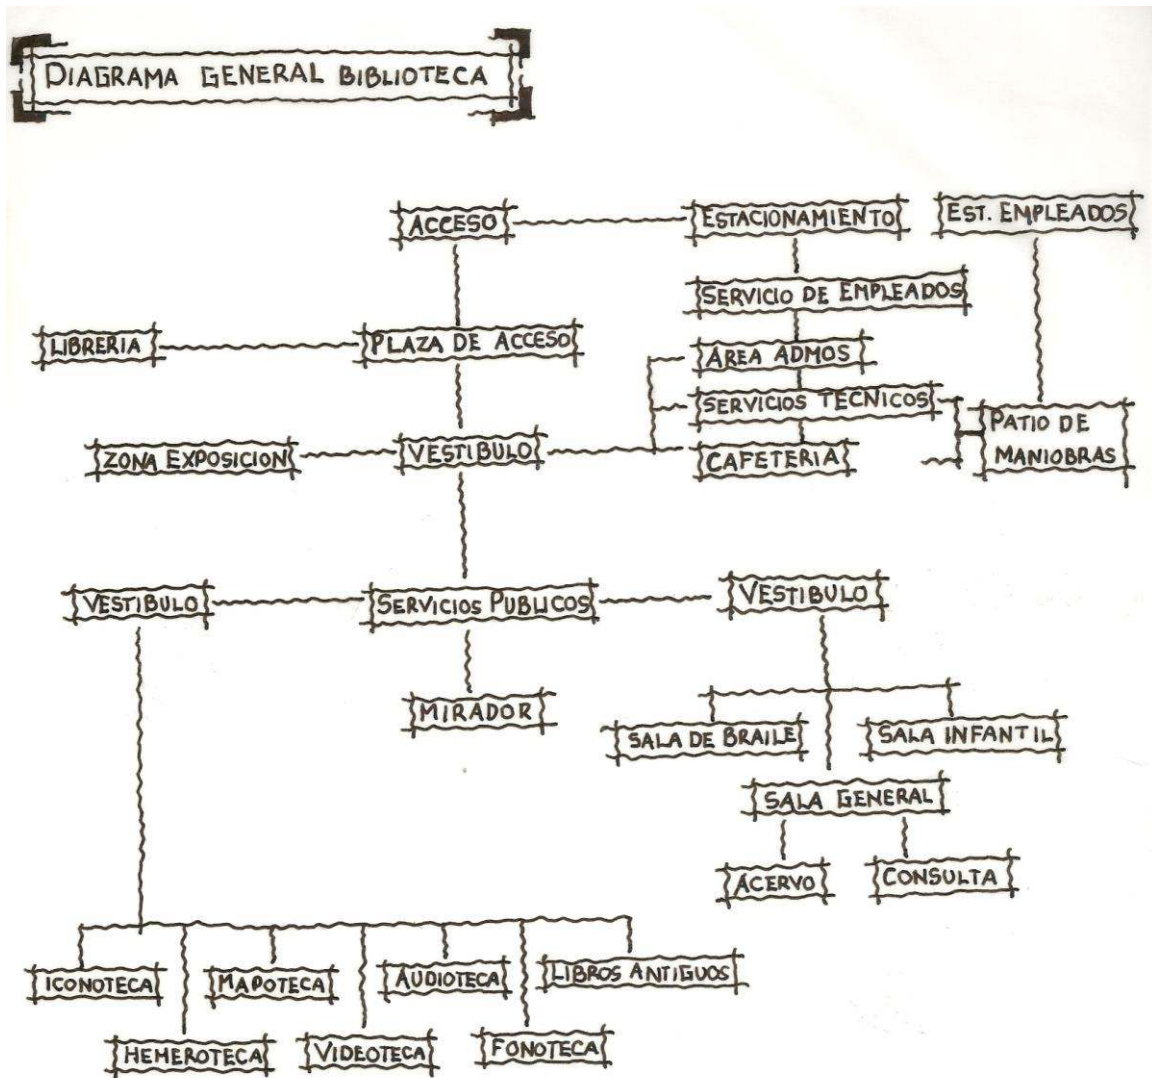 DIAGRAMA GENERAL BIBLIOTECA
ACCESO
ESTACIONAMIENTO
EST. EMPLEADOS
SERVICIO DE EMPLEADOS
LIBRERIA
PLAZA DE ACCESO
AREA ADMOS
SERVICIOS TECNICOS
ZONA EXPOSICION
VESTIBULO
CAFETERIA
PATIO DE
MANIOBRAS
VESTIBULO
SERVICIOS PUBLICOS
VESTIBULO
MIRADOR
SALA DE BRAILE
SALA INFANTIL
SALA GENERAL
ACERVO
CONSULTA
ICONOTECA
MAPOTECA
AUDIOTECA
LIBROS ANTIGUOS
HEMEROTECA
VIDEOTECA
FONOTECA